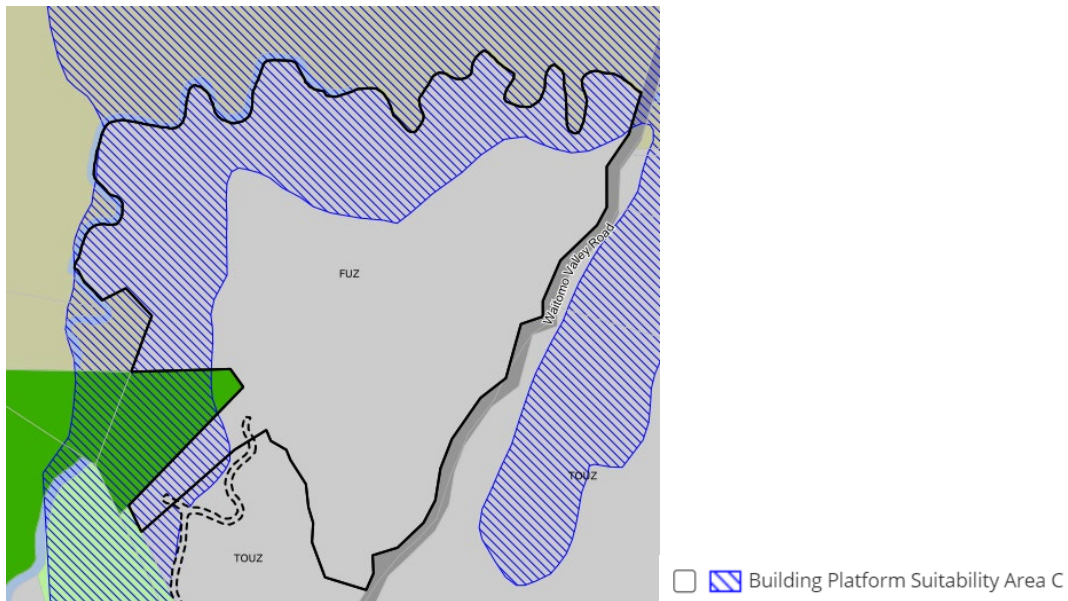 FUZ
Waitomo Valley Road
TOUZ
TOUZ
Building Platform Suitability Area C